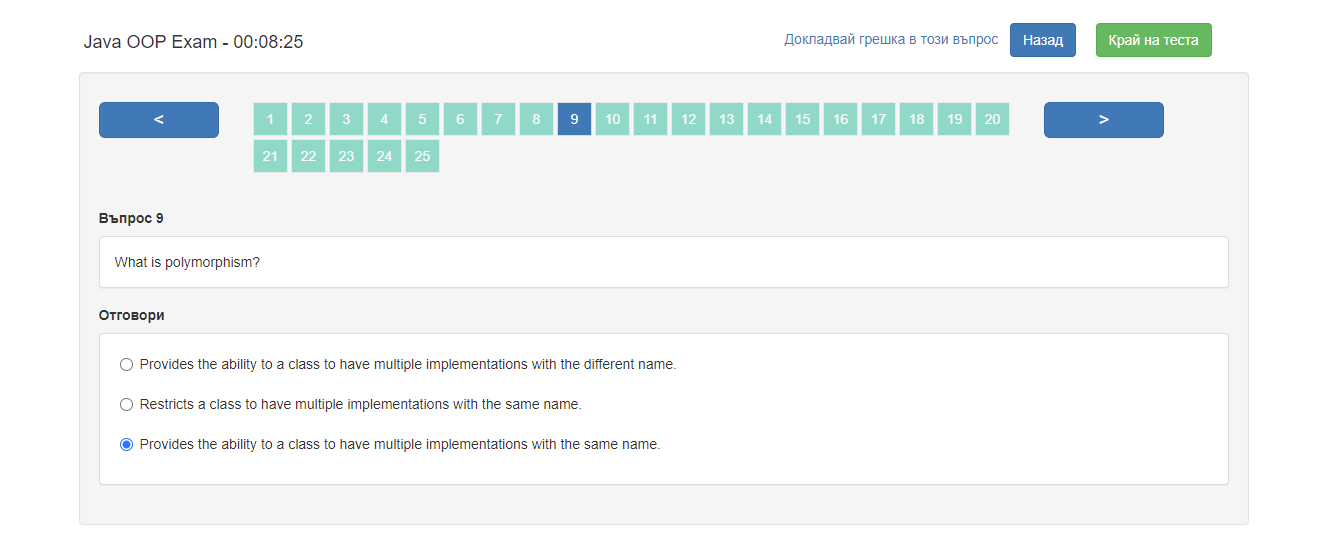 Java OOP Exam - 00:08:25
Докладвай грешка в този въпрос
Назад
Край на теста
<
1 2 3 4 5 6 7 8 9 10 11 12 13 14 15 16 17 18 19 20
>
21 22 23 24 25
Въпрос 9
What is polymorphism?
Отговори
Provides the ability to a class to have multiple implementations with the different name.
Restricts a class to have multiple implementations with the same name.
Provides the ability to a class to have multiple implementations with the same name.